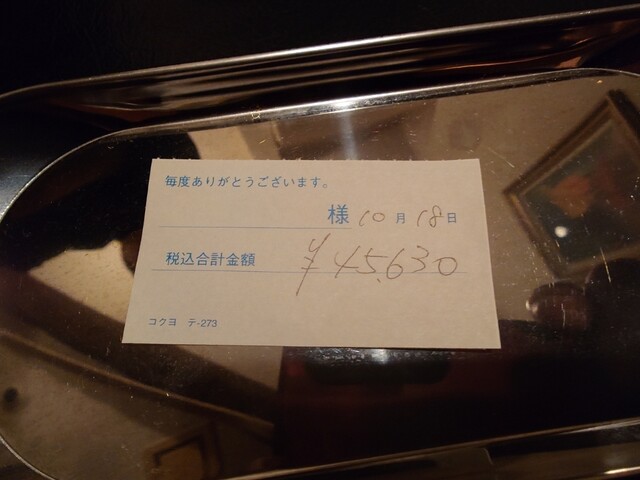 毎度ありがとうございます。
様 10月18日
税込合計金額 ¥45,630
コクヨ テ-273